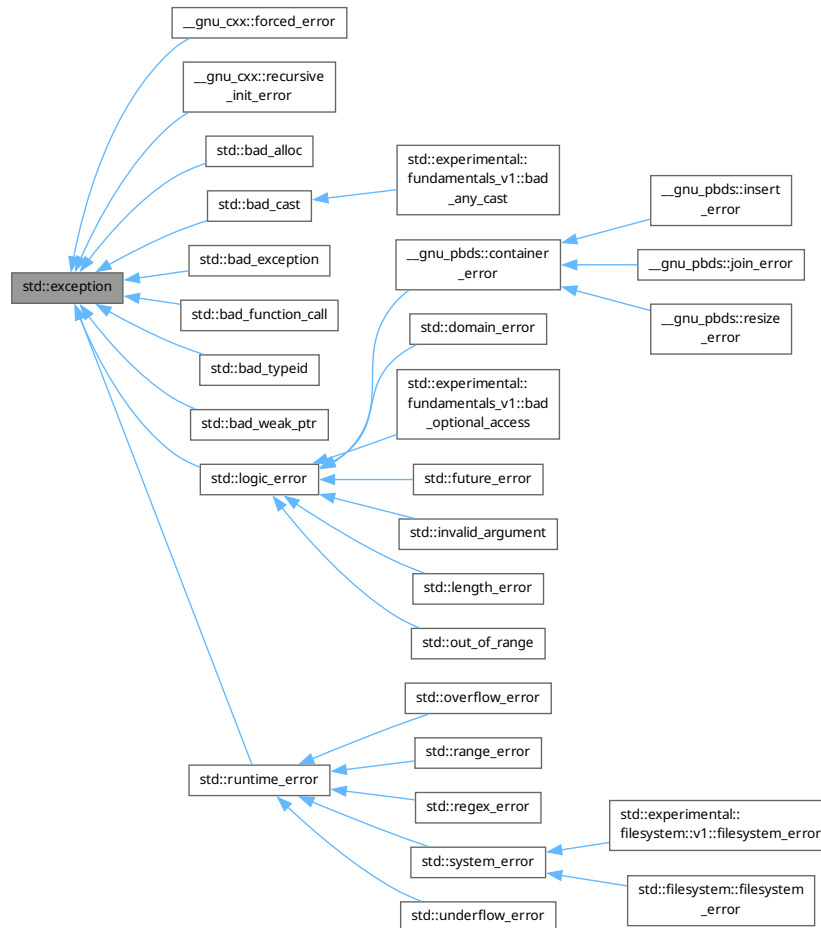 __gnu_cxx::forced_error
__gnu_cxx::recursive
_init_error
std::bad_alloc
std::experimental::
fundamentals_v1::bad
_any_cast
std::bad_cast
__gnu_pbds::insert
_error
std::bad_exception
__gnu_pbds::container
_error
__gnu_pbds::join_error
std::exception
std::bad_function_call
std::domain_error
__gnu_pbds::resize
_error
std::bad_typeid
std::experimental::
fundamentals_v1::bad
_optional_access
std::bad_weak_ptr
std::logic_error
std::future_error
std::invalid_argument
std::length_error
std::out_of_range
std::overflow_error
std::range_error
std::runtime_error
std::regex_error
std::experimental::
filesystem::v1::filesystem_error
std::system_error
std::filesystem::filesystem
_error
std::underflow_error